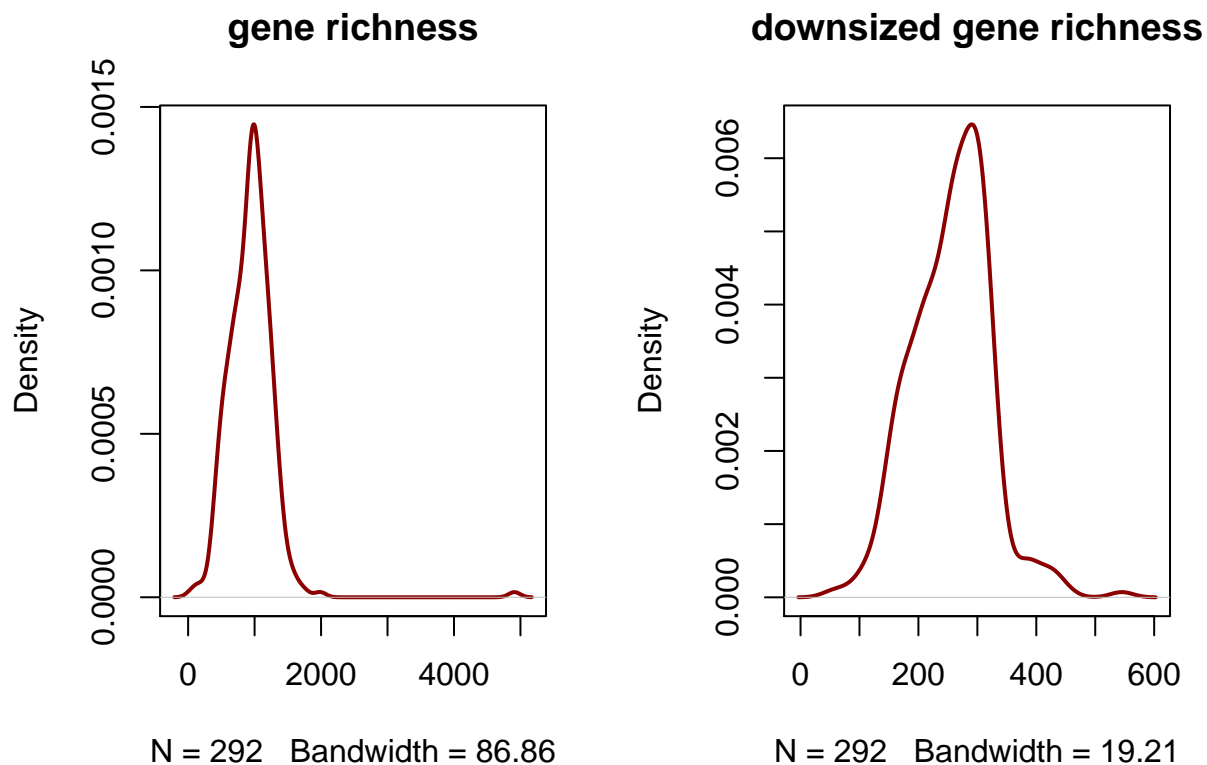 gene richness
Density
0.0000
0.0005
0.0010
0.0015
0
2000
4000
N = 292   Bandwidth = 86.86
downsized gene richness
Density
0.000
0.002
0.004
0.006
0
200
400
600
N = 292   Bandwidth = 19.21